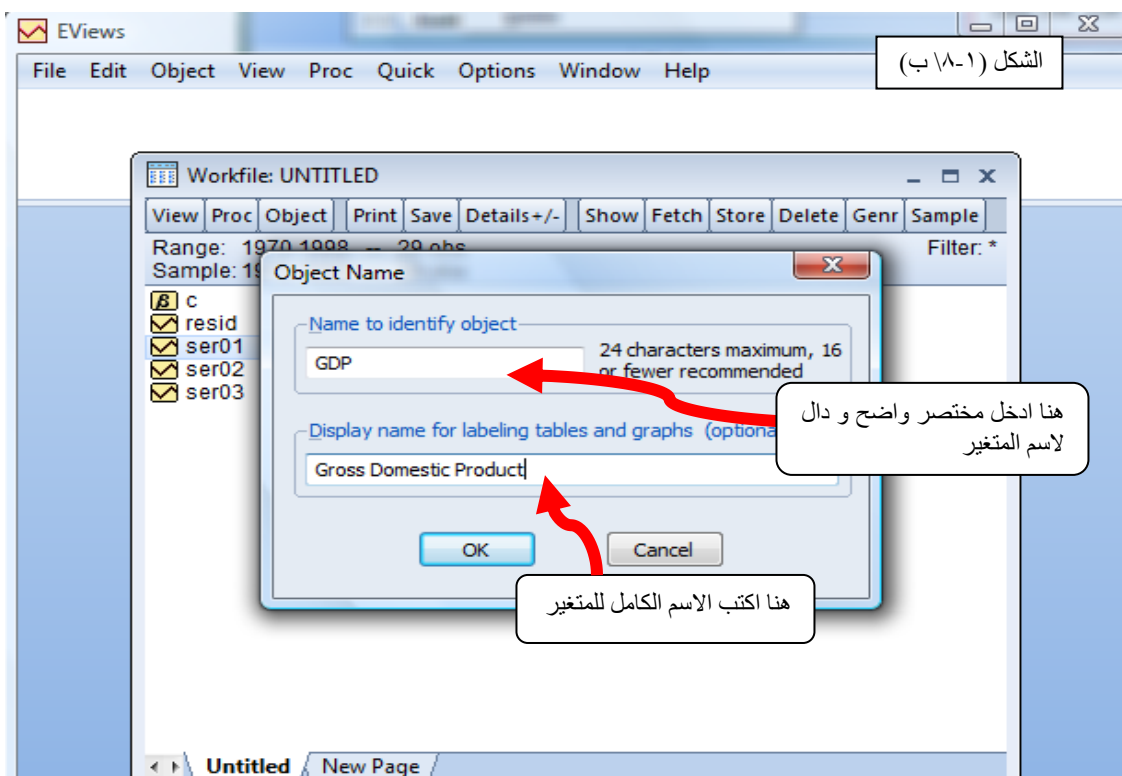 EViews
الشكل (١-٨\ ب)
File Edit Object View Proc Quick Options Window Help
Workfile: UNTITLED
View Proc Object Print Save Details+/- Show Fetch Store Delete Genr Sample
Range: 1970 1998 -- 29 obs
Filter: *
Sample: 19
Object Name
c
resid
ser01
ser02
ser03
Name to identify object
GDP
24 characters maximum, 16
or fewer recommended
هنا ادخل مختصر واضح و دال
لاسم المتغير
Display name for labeling tables and graphs (optiona
Gross Domestic Product
OK Cancel
هنا اكتب الاسم الكامل للمتغير
Untitled New Page